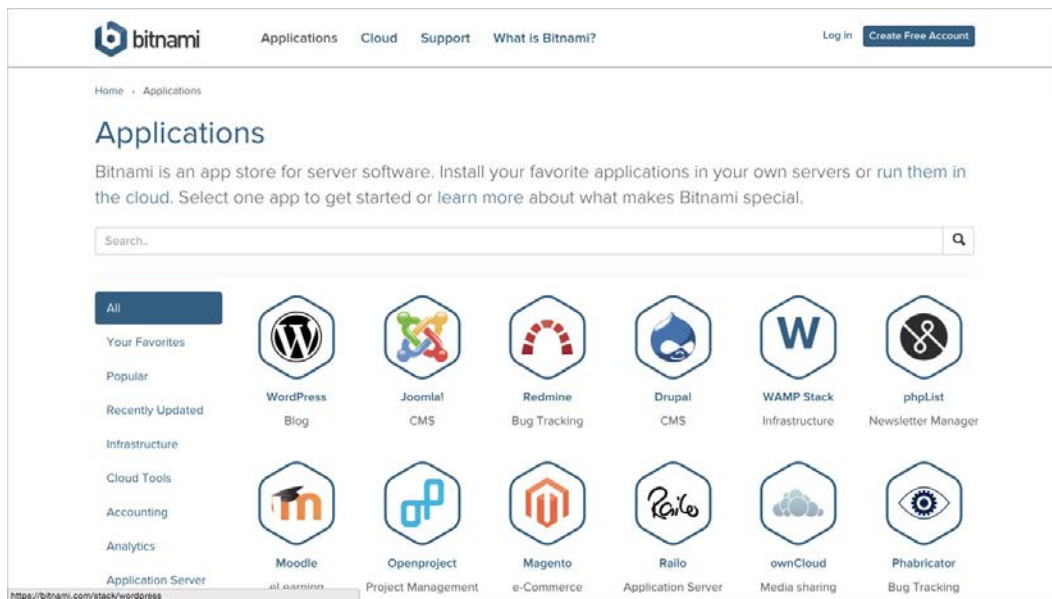 bitnami
Applications Cloud Support What is Bitnami? Log in Create Free Account
Home › Applications
Applications
Bitnami is an app store for server software. Install your favorite applications in your own servers or run them in
the cloud. Select one app to get started or learn more about what makes Bitnami special.
Search..
All
Your Favorites
Popular
Recently Updated
Infrastructure
Cloud Tools
Accounting
Analytics
Application Server
W W
WordPress Joomla! Redmine Drupal WAMP Stack phpList
Blog CMS Bug Tracking CMS Infrastructure Newsletter Manager
m Railo
Moodle Openproject Magento Railo ownCloud Phabricator
eLearning Project Management e-Commerce Application Server Media sharing Bug Tracking
https://bitnami.com/stack/wordpress